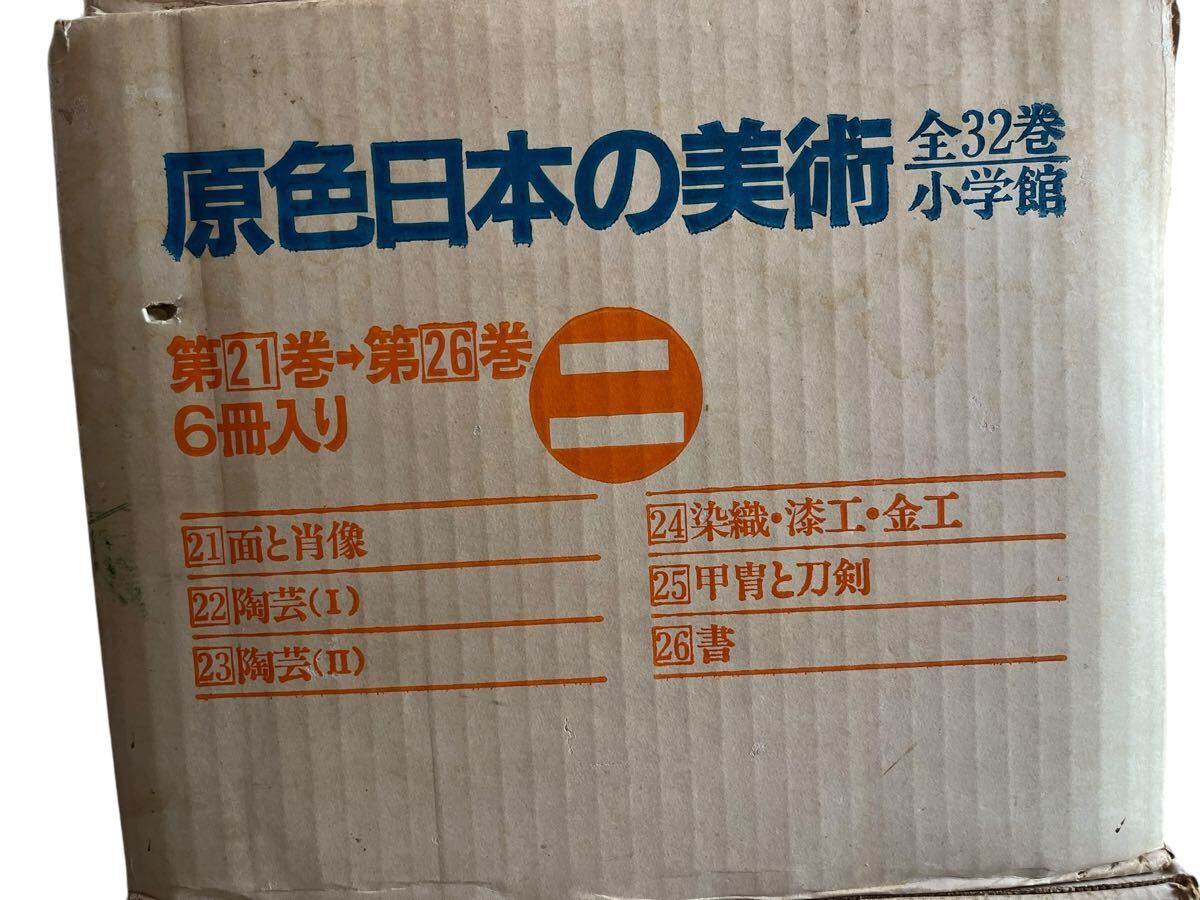 原色日本の美術
全32巻
小学館
第21巻→第26巻
6冊入り
ニ
21面と肖像
22陶芸(I)
23陶芸(II)
24染織・漆工・金工
25甲冑と刀剣
26書